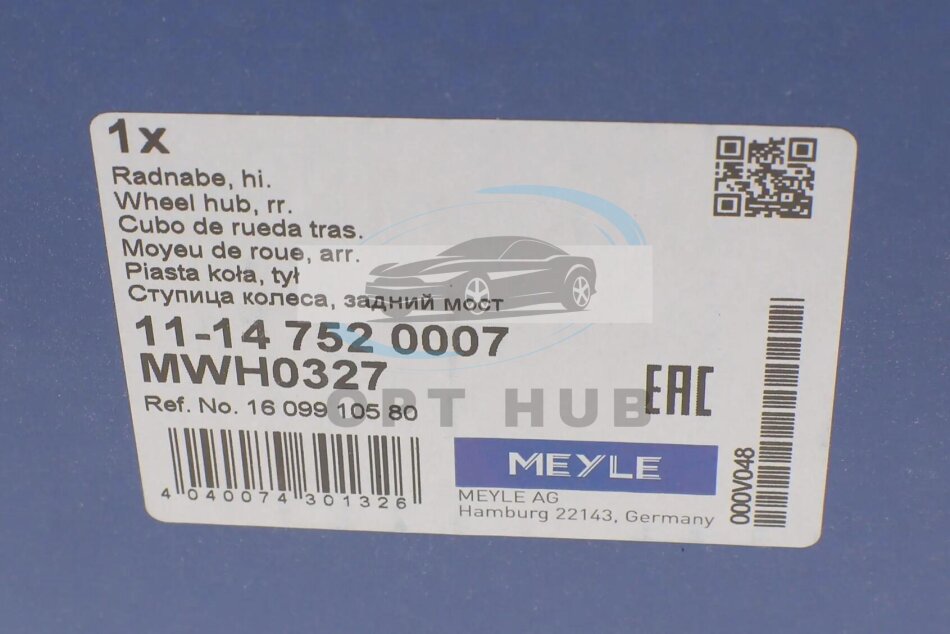 1x
Radnabe, hi.
Wheel hub, rr.
Cubo de rueda tras.
Moyeu de roue, arr.
Piasta koła, tył
Ступица колеса, задний мост
11-14 752 0007
MWH0327
Ref. No. 16 099 105 80
OPT HUB
EAC
4 040074 301326
MEYLE
MEYLE AG
Hamburg 22143, Germany
000V048